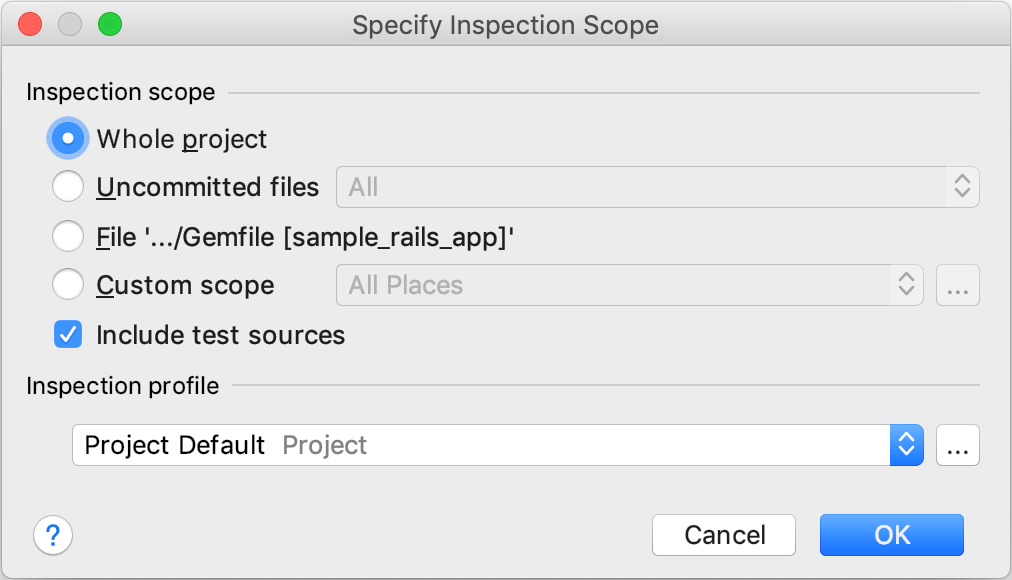 Specify Inspection Scope
Inspection scope
Whole project
Uncommitted files All
File '.../Gemfile [sample_rails_app]'
Custom scope All Places ...
Include test sources
Inspection profile
Project Default Project ...
? Cancel OK